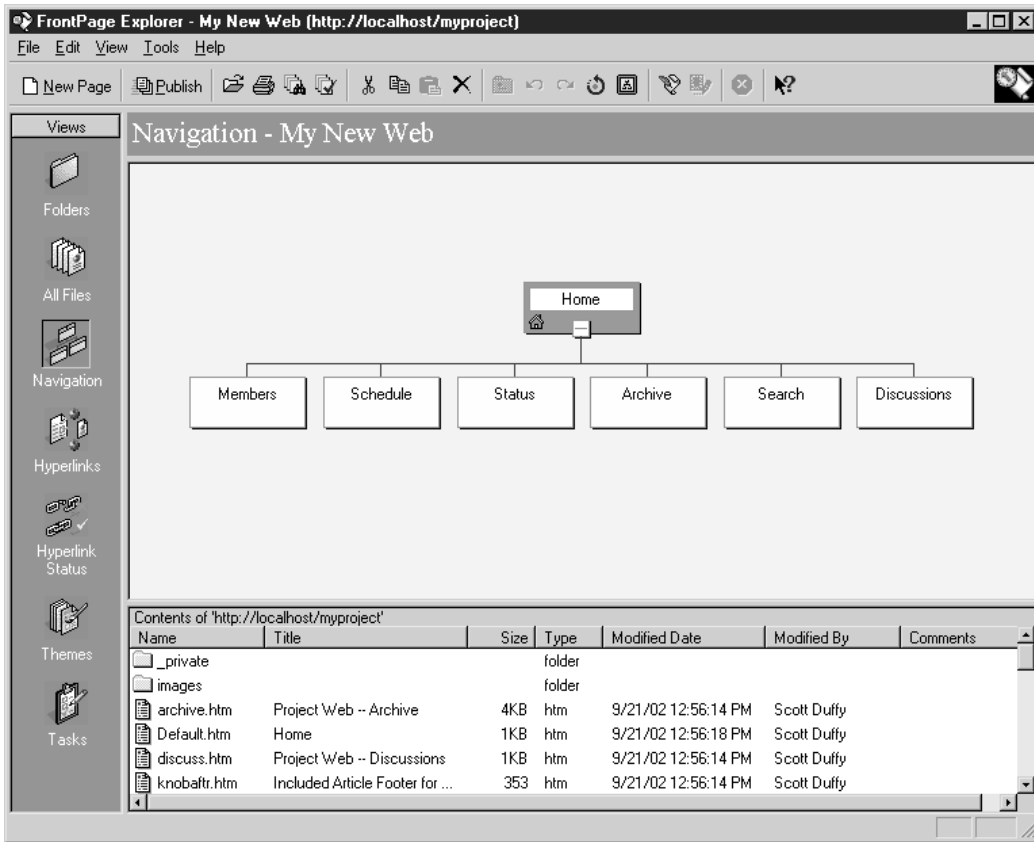 FrontPage Explorer - My New Web (http://localhost/myproject)
File Edit View Tools Help
New Page Publish
Views
Navigation - My New Web
Folders
All Files
Navigation
Hyperlinks
Hyperlink
Status
Themes
Tasks
Home
Members Schedule Status Archive Search Discussions
Contents of 'http://localhost/myproject'
Name Title Size Type Modified Date Modified By Comments
_private folder
images folder
archive.htm Project Web -- Archive 4KB htm 9/21/02 12:56:14 PM Scott Duffy
Default.htm Home 1KB htm 9/21/02 12:56:18 PM Scott Duffy
discuss.htm Project Web -- Discussions 1KB htm 9/21/02 12:56:14 PM Scott Duffy
knobaftr.htm Included Article Footer for ... 353 htm 9/21/02 12:56:14 PM Scott Duffy